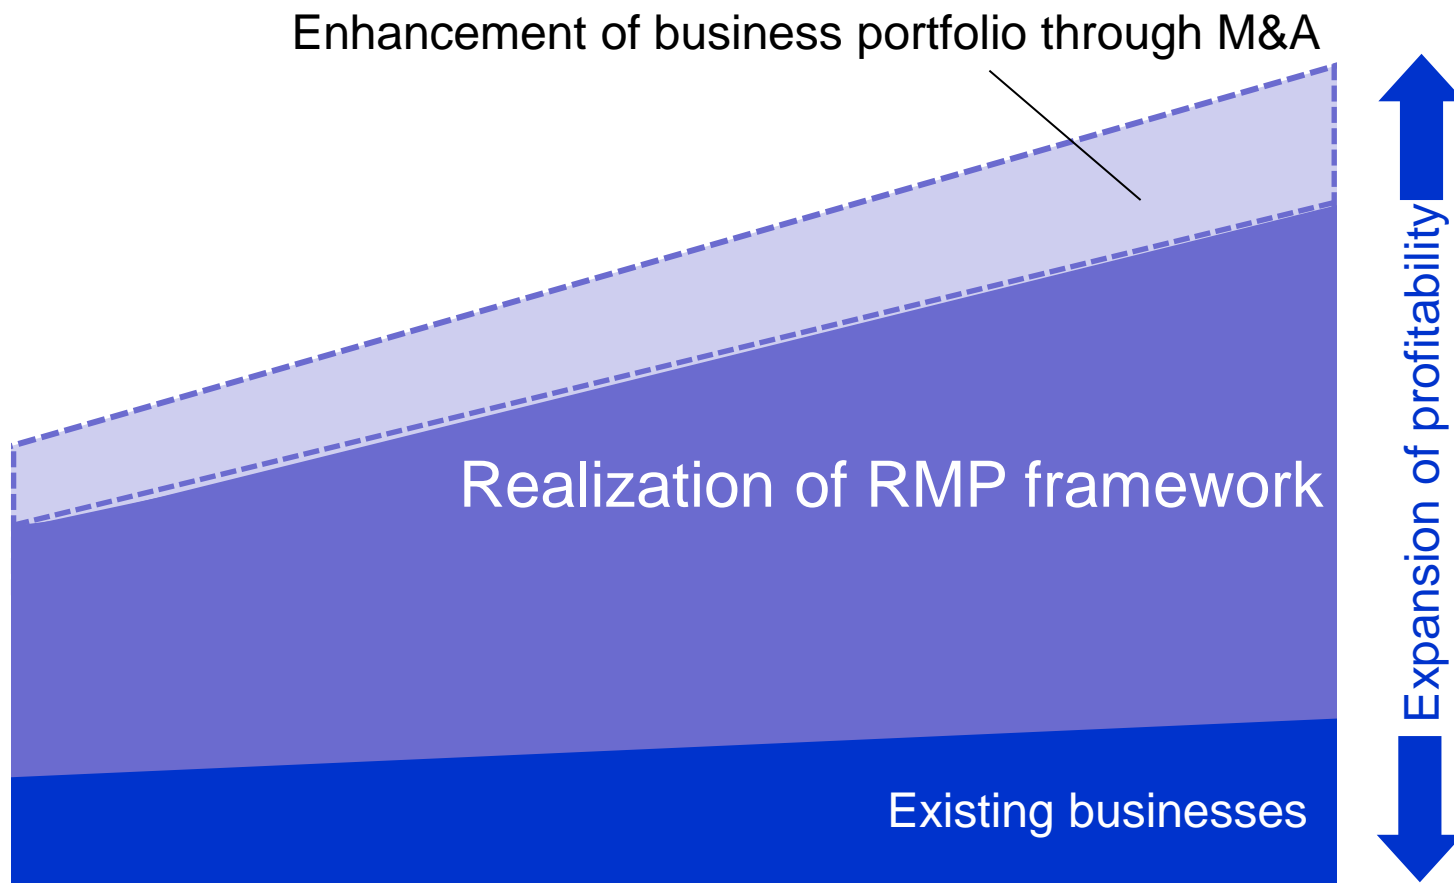 Enhancement of business portfolio through M&A
Realization of RMP framework
Existing businesses
Expansion of profitability